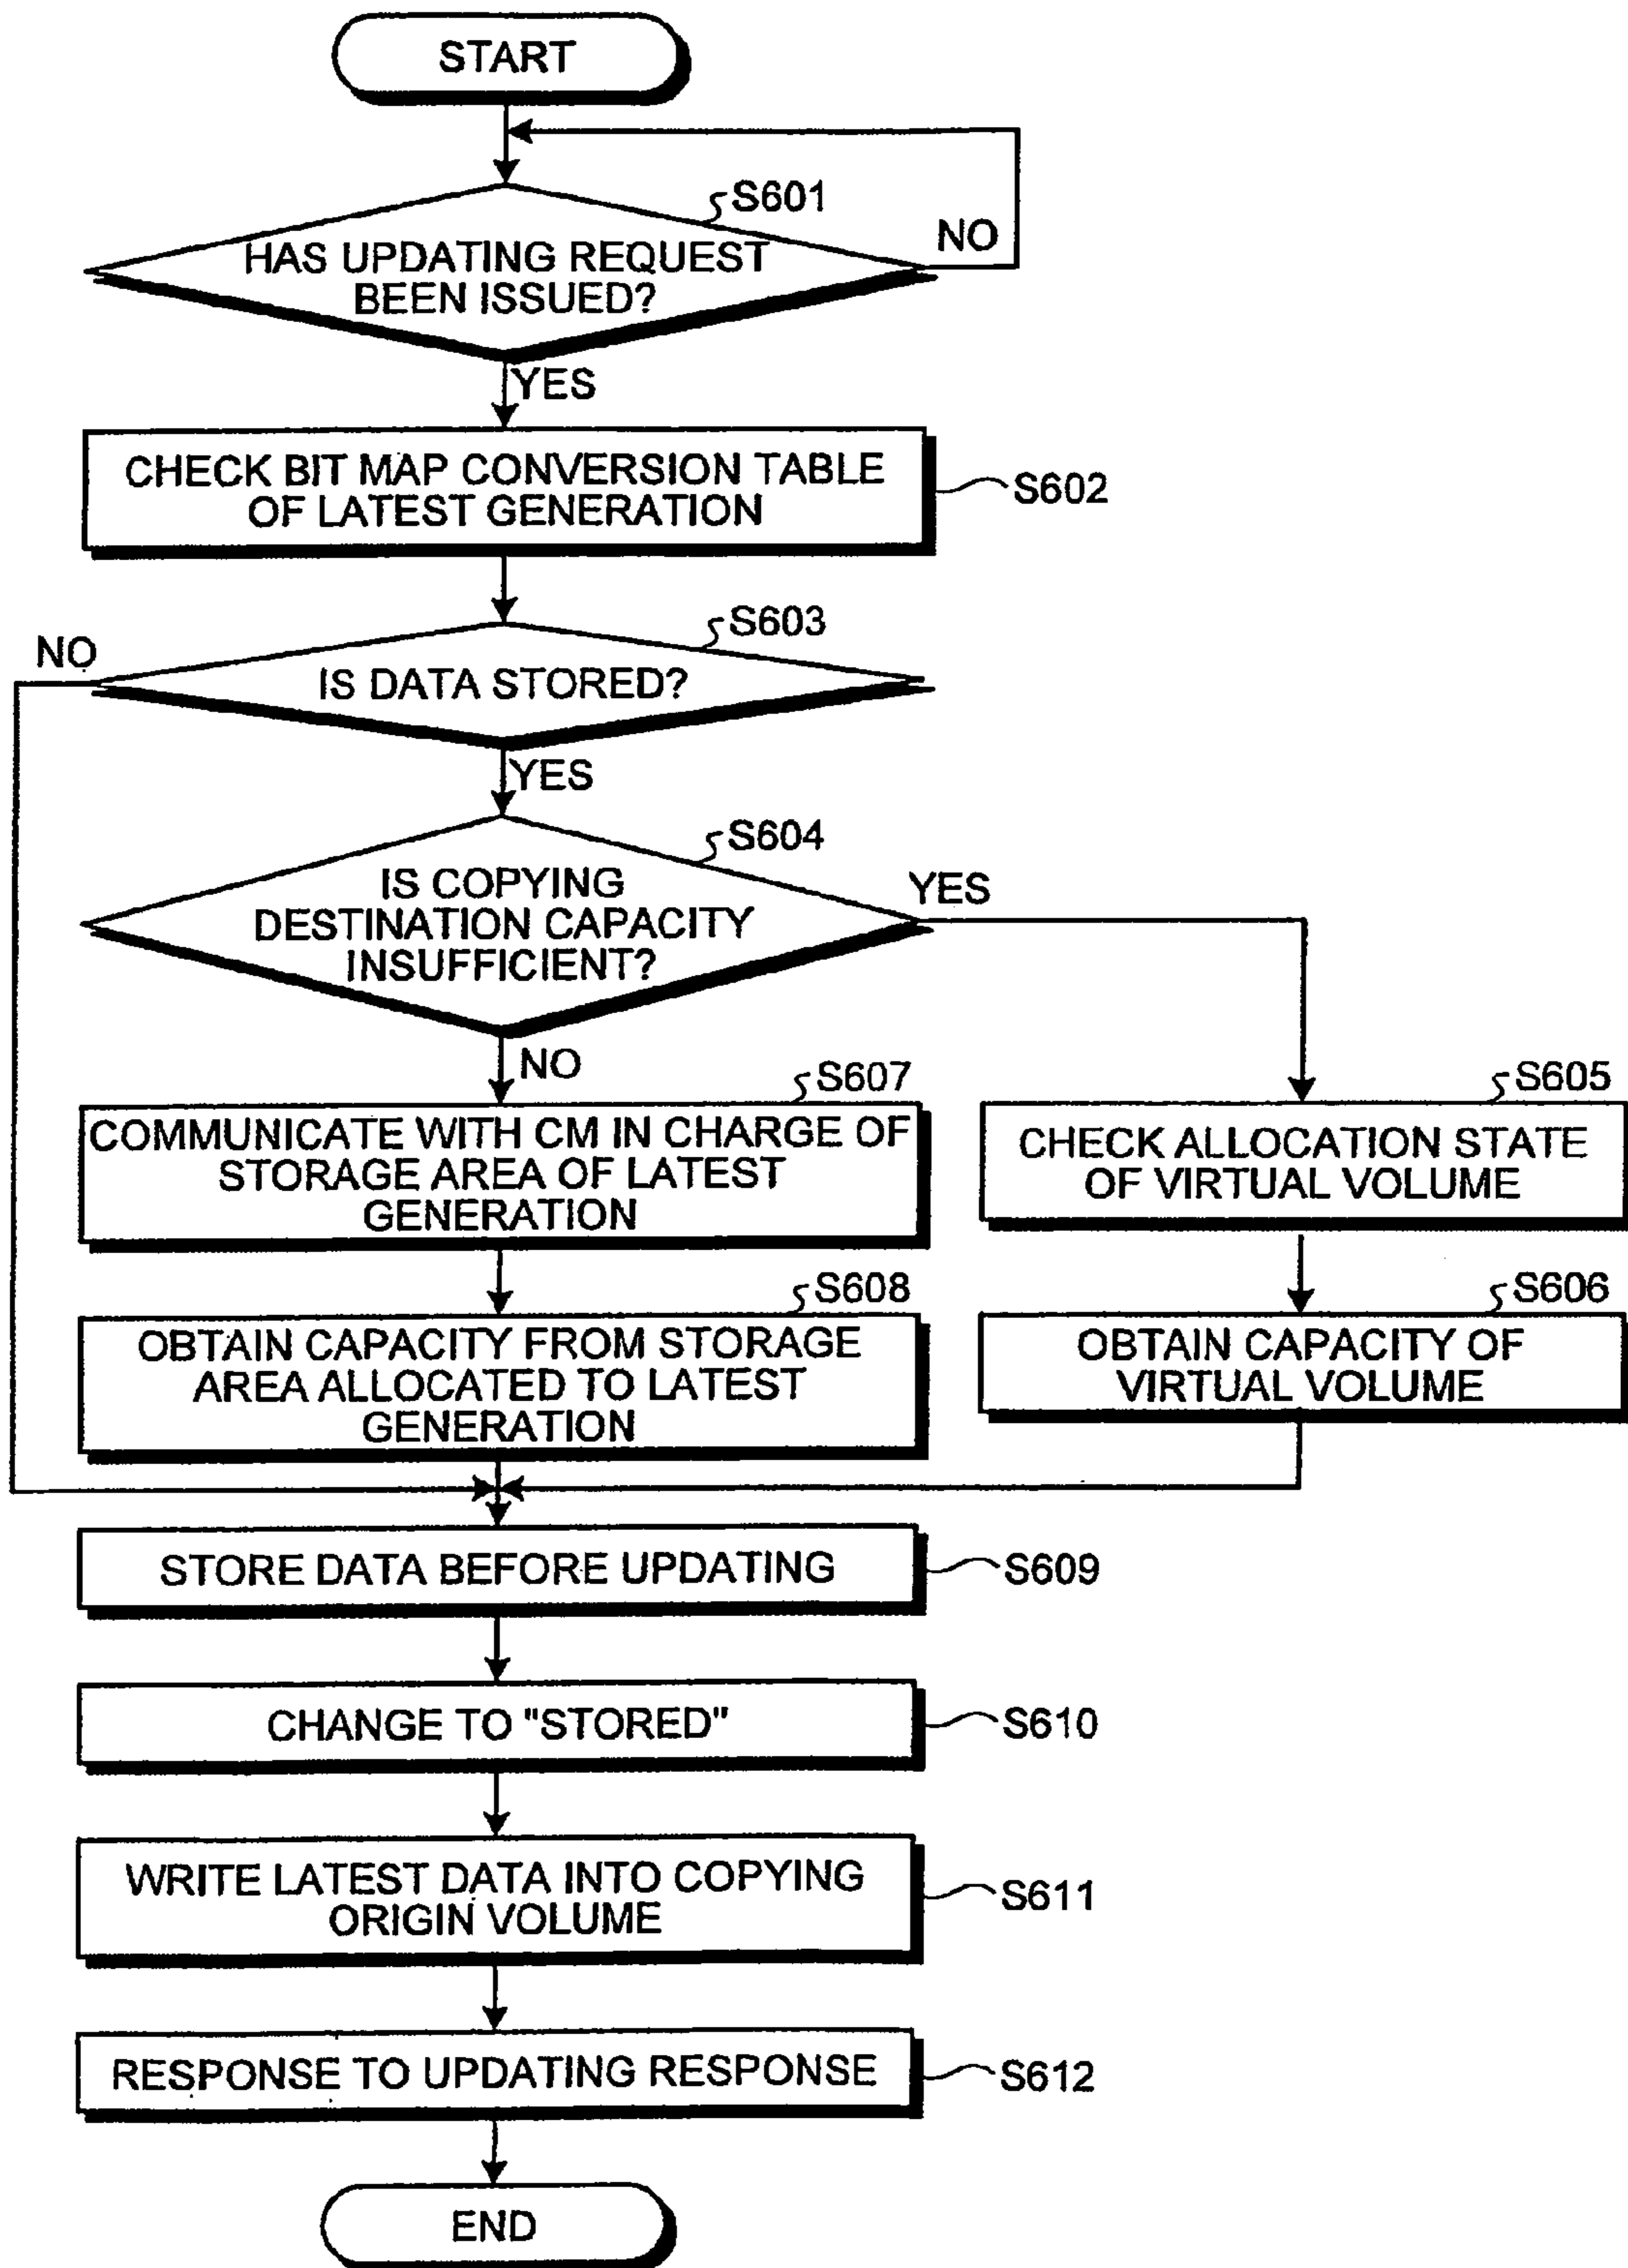 START
S601
HAS UPDATING REQUEST
BEEN ISSUED?
NO
YES
CHECK BIT MAP CONVERSION TABLE
OF LATEST GENERATION
S602
S603
NO
IS DATA STORED?
YES
S604
IS COPYING
DESTINATION CAPACITY
INSUFFICIENT?
YES
NO
S607
COMMUNICATE WITH CM IN CHARGE OF
STORAGE AREA OF LATEST
GENERATION
S605
CHECK ALLOCATION STATE
OF VIRTUAL VOLUME
S608
OBTAIN CAPACITY FROM STORAGE
AREA ALLOCATED TO LATEST
GENERATION
S606
OBTAIN CAPACITY OF
VIRTUAL VOLUME
STORE DATA BEFORE UPDATING
S609
CHANGE TO "STORED"
S610
WRITE LATEST DATA INTO COPYING
ORIGIN VOLUME
S611
RESPONSE TO UPDATING RESPONSE
S612
END